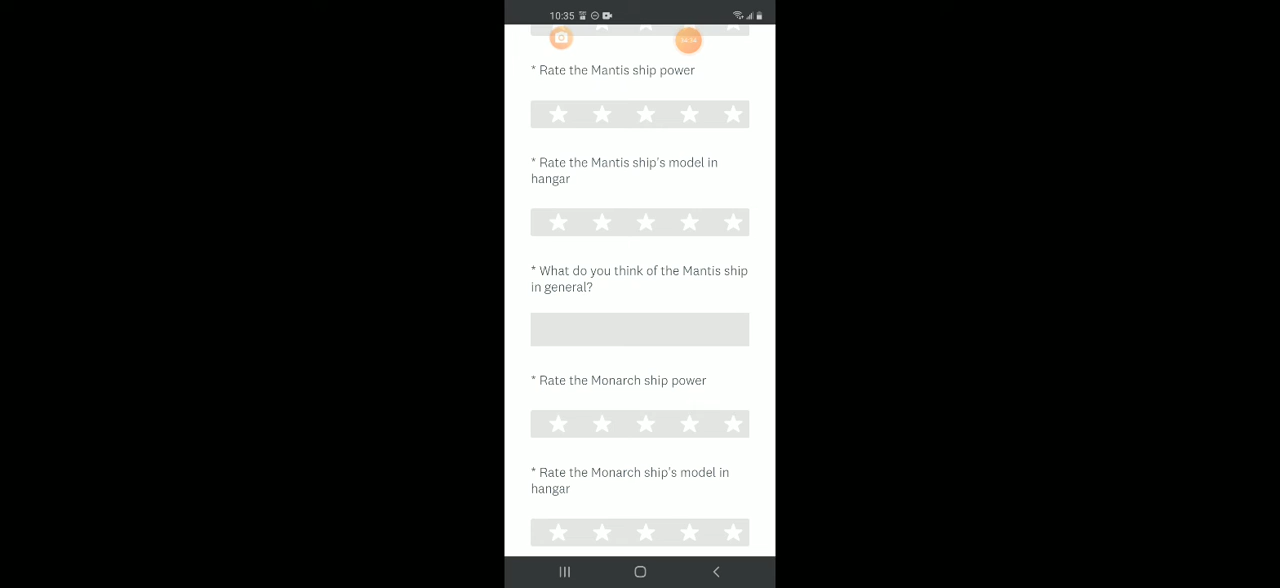 10:35
* Rate the Mantis ship power
* Rate the Mantis ship's model in
hangar
* What do you think of the Mantis ship
in general?
* Rate the Monarch ship power
* Rate the Monarch ship's model in
hangar